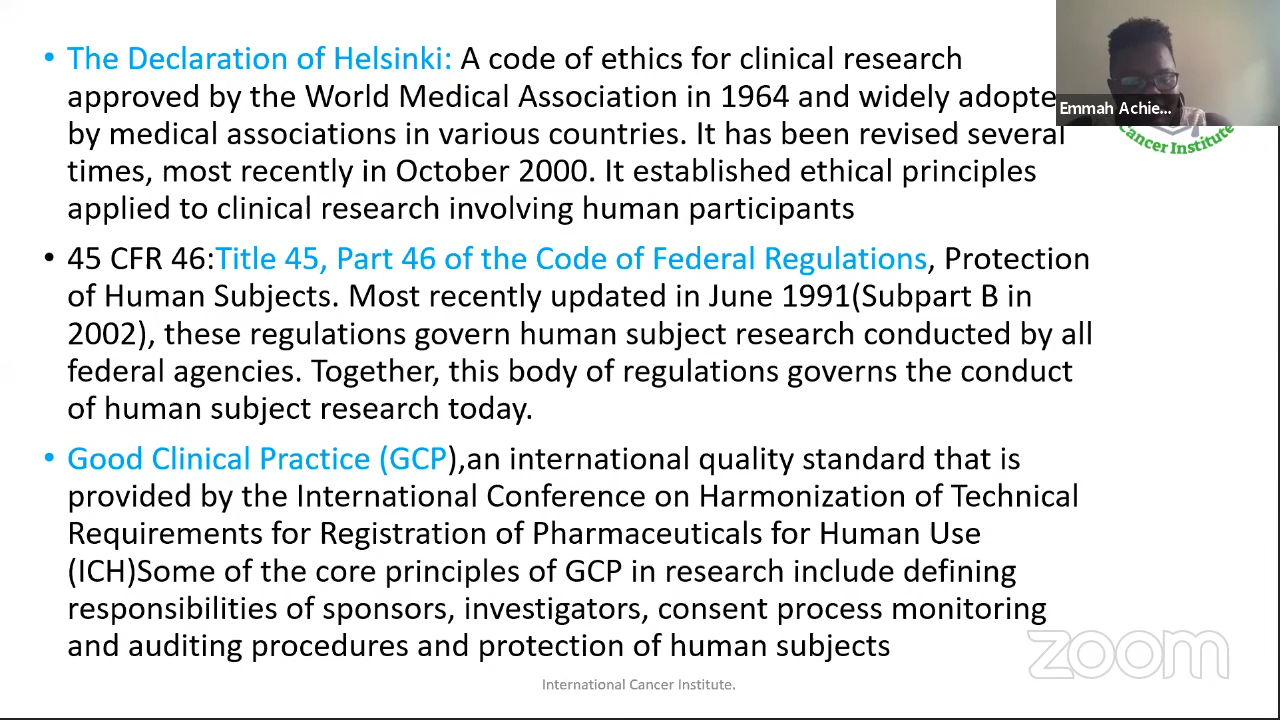 • The Declaration of Helsinki: A code of ethics for clinical research
approved by the World Medical Association in 1964 and widely adopte
by medical associations in various countries. It has been revised several
times, most recently in October 2000. It established ethical principles
applied to clinical research involving human participants
• 45 CFR 46:Title 45, Part 46 of the Code of Federal Regulations, Protection
of Human Subjects. Most recently updated in June 1991(Subpart B in
2002), these regulations govern human subject research conducted by all
federal agencies. Together, this body of regulations governs the conduct
of human subject research today.
• Good Clinical Practice (GCP),an international quality standard that is
provided by the International Conference on Harmonization of Technical
Requirements for Registration of Pharmaceuticals for Human Use
(ICH)Some of the core principles of GCP in research include defining
responsibilities of sponsors, investigators, consent process monitoring
and auditing procedures and protection of human subjects
Emmah Achie...
Cancer Institute
zoom
International Cancer Institute.